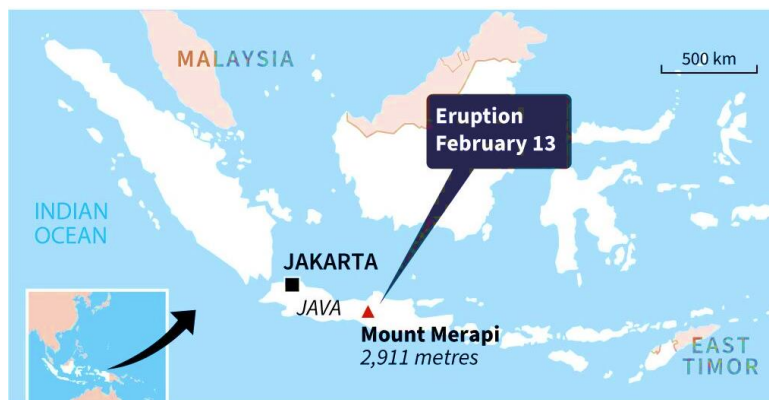 MALAYSIA
500 km
Eruption
February 13
INDIAN
OCEAN
JAKARTA
JAVA
Mount Merapi
2,911 metres
EAST
TIMOR